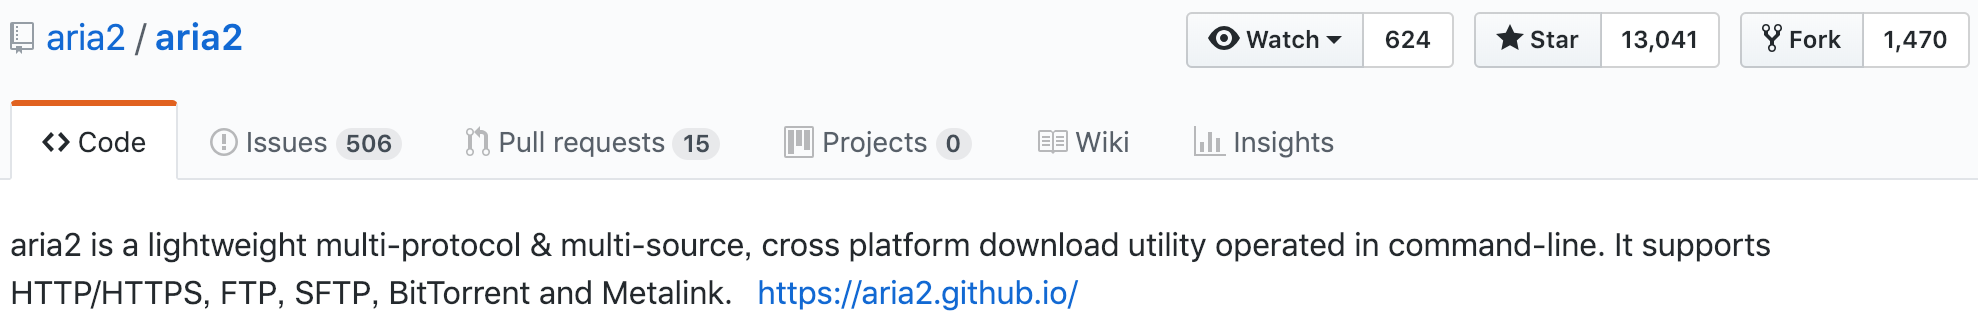 aria2 / aria2
Watch 624 Star 13,041 Fork 1,470
Code Issues 506 Pull requests 15 Projects 0 Wiki Insights
aria2 is a lightweight multi-protocol & multi-source, cross platform download utility operated in command-line. It supports
HTTP/HTTPS, FTP, SFTP, BitTorrent and Metalink. https://aria2.github.io/